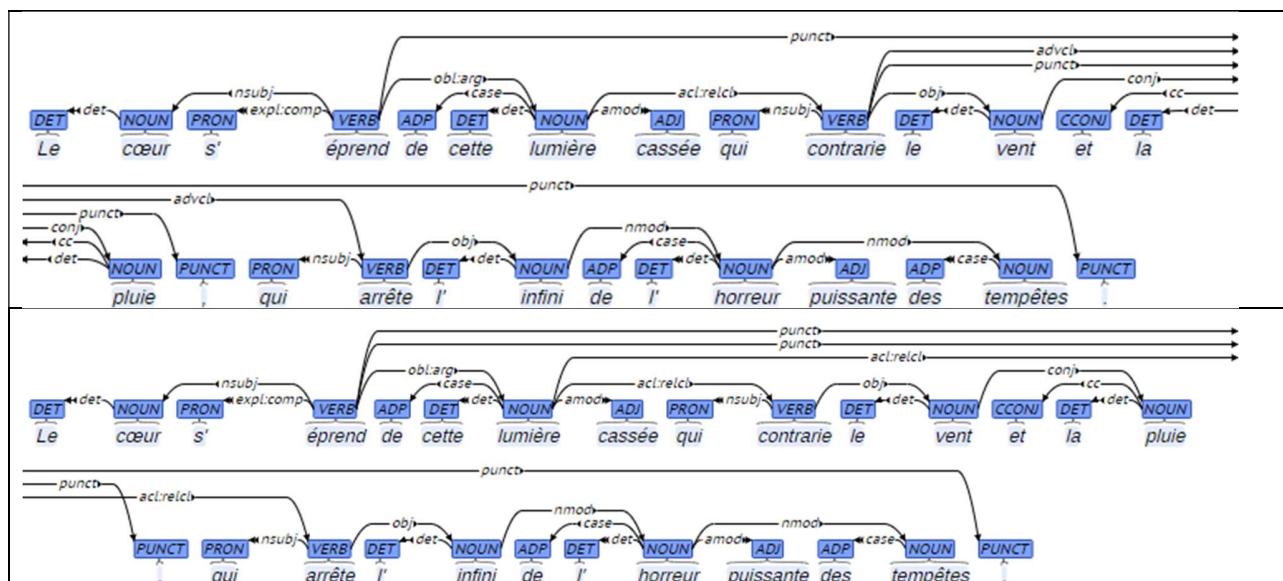 punct
advcl
punct
nsubj obl:arg acl:relcl conj
det expl:comp case det amod nsubj obj det cc det
DET NOUN PRON VERB ADP DET NOUN ADJ PRON VERB DET NOUN CCONJ DET
Le cœur s' éprend de cette lumière cassée qui contrarie le vent et la
punct
advcl
punct
conj nmod
cc obj case nmod
det nsubj det det amod case
NOUN PUNCT PRON VERB DET NOUN ADP DET NOUN ADJ ADP NOUN PUNCT
pluie , qui arrête l' infini de l' horreur puissante des tempêtes .
punct
punct
acl:relcl
nsubj obl:arg acl:relcl obj conj
det expl:comp case det amod nsubj det cc det
DET NOUN PRON VERB ADP DET NOUN ADJ PRON VERB DET NOUN CCONJ DET NOUN
Le cœur s' éprend de cette lumière cassée qui contrarie le vent et la pluie
punct
punct
acl:relcl
nmod
obj case nmod
nsubj det det amod case
PUNCT PRON VERB DET NOUN ADP DET NOUN ADJ ADP NOUN PUNCT
, qui arrête l' infini de l' horreur puissante des tempêtes .